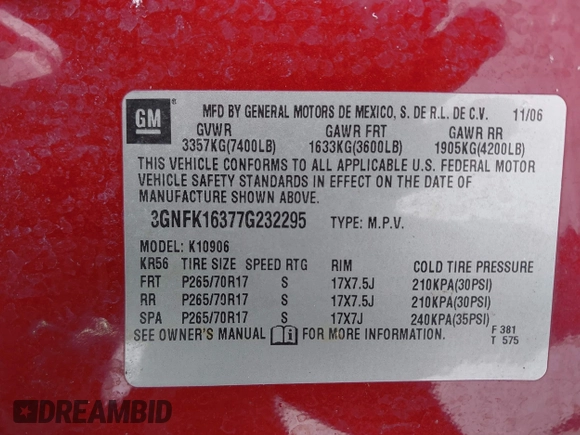 GM ® MFD BY GENERAL MOTORS DE MEXICO, S. DE R.L. DE C.V. 11/06
GVWR GAWR FRT GAWR RR
3357KG(7400LB) 1633KG(3600LB) 1905KG(4200LB)
THIS VEHICLE CONFORMS TO ALL APPLICABLE U.S. FEDERAL MOTOR
VEHICLE SAFETY STANDARDS IN EFFECT ON THE DATE OF
MANUFACTURE SHOWN ABOVE.
3GNFK16377G232295 TYPE: M.P.V.
MODEL: K10906
KR56 TIRE SIZE SPEED RTG RIM COLD TIRE PRESSURE
FRT P265/70R17 S 17X7.5J 210KPA(30PSI)
RR P265/70R17 S 17X7.5J 210KPA(30PSI)
SPA P265/70R17 S 17X7J 240KPA(35PSI)
SEE OWNER'S MANUAL FOR MORE INFORMATION. F 381
T 575
DREAMBID